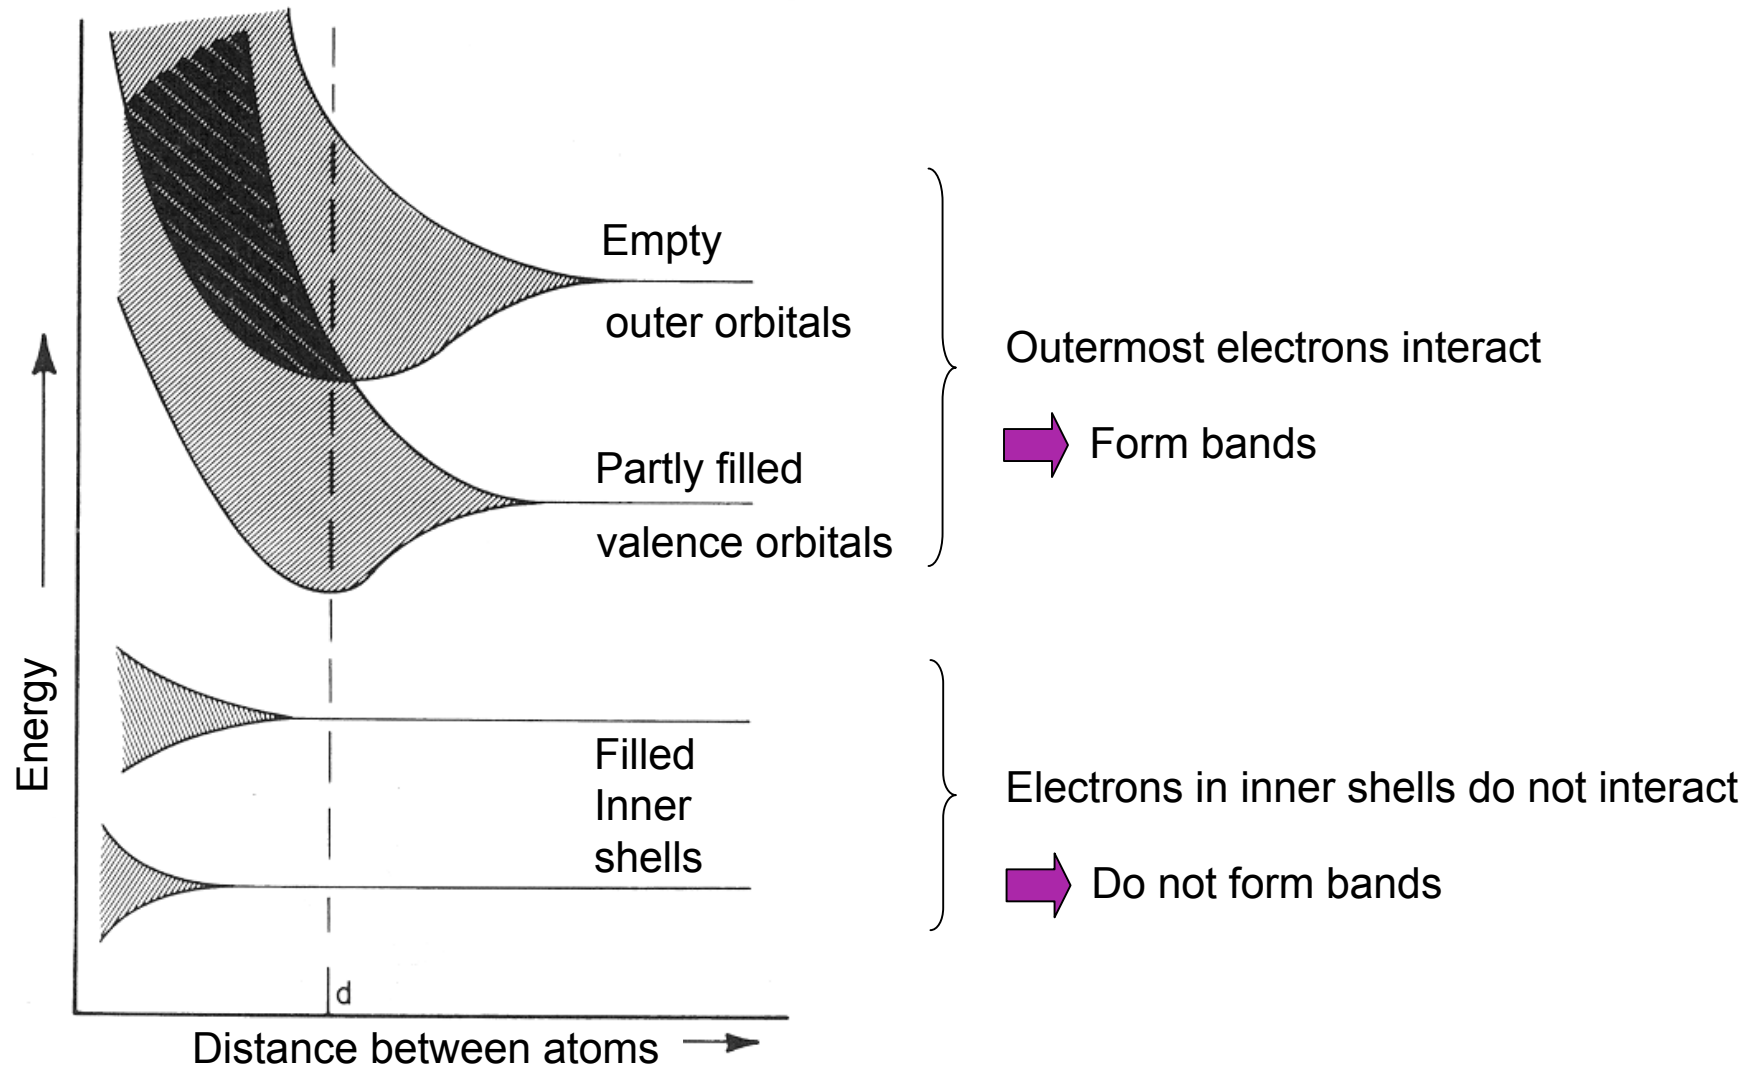 Empty
outer orbitals
Outermost electrons interact
Form bands
Partly filled
valence orbitals
Energy
Filled
Inner
shells
Electrons in inner shells do not interact
Do not form bands
d
Distance between atoms